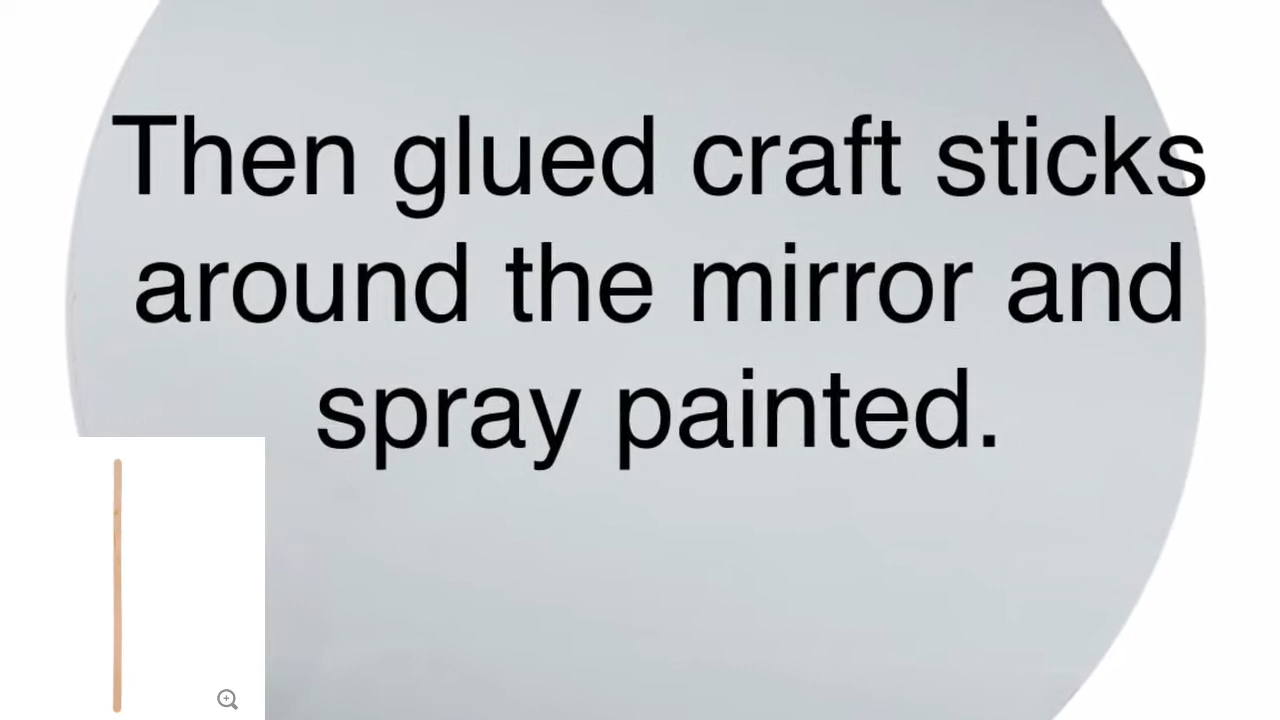 Then glued craft sticks
around the mirror and
spray painted.